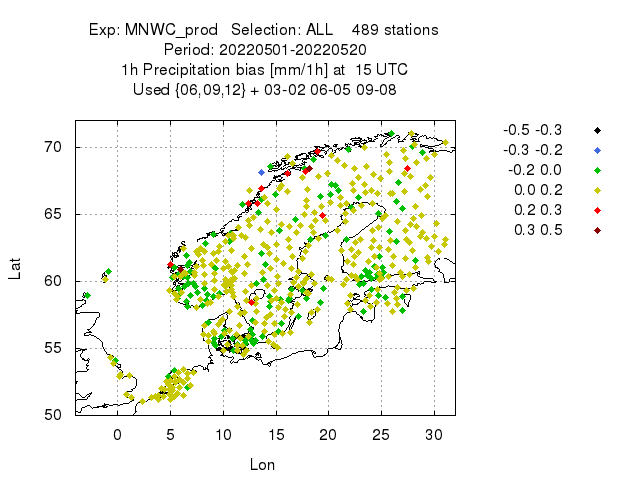 Exp: MNWC_prod   Selection: ALL    489 stations
Period: 20220501-20220520
1h Precipitation bias [mm/1h] at  15 UTC
Used {06,09,12} + 03-02 06-05 09-08
-0.5 -0.3
-0.3 -0.2
-0.2 0.0
0.0 0.2
0.2 0.3
0.3 0.5
70
65
60
55
50
Lat
0 5 10 15 20 25 30
Lon